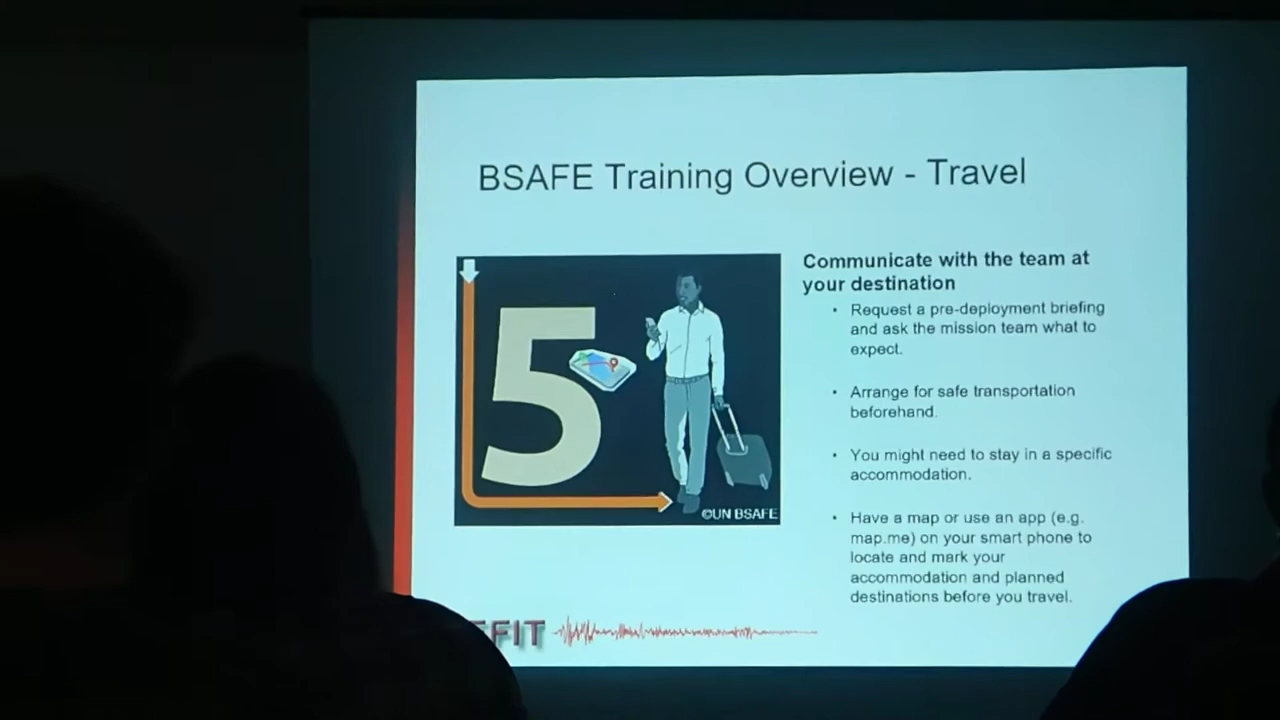 BSAFE Training Overview - Travel
5
©UN BSAFE
Communicate with the team at
your destination
• Request a pre-deployment briefing
and ask the mission team what to
expect.
• Arrange for safe transportation
beforehand.
• You might need to stay in a specific
accommodation.
• Have a map or use an app (e.g.
map.me) on your smart phone to
locate and mark your
accommodation and planned
destinations before you travel.